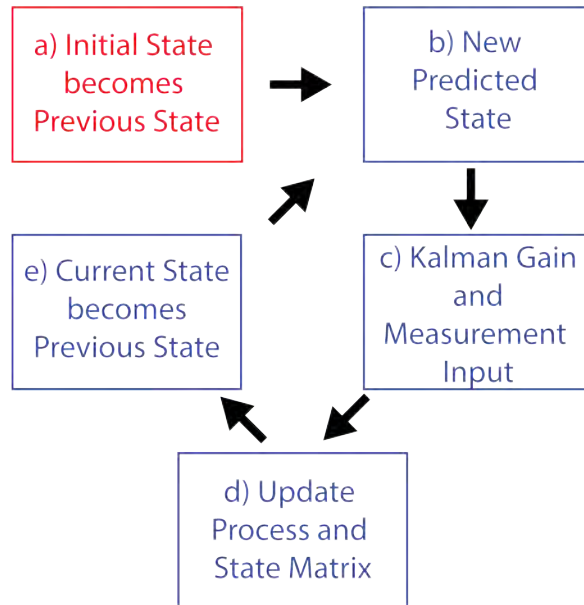 a) Initial State
becomes
Previous State
b) New
Predicted
State
c) Kalman Gain
and
Measurement
Input
d) Update
Process and
State Matrix
e) Current State
becomes
Previous State